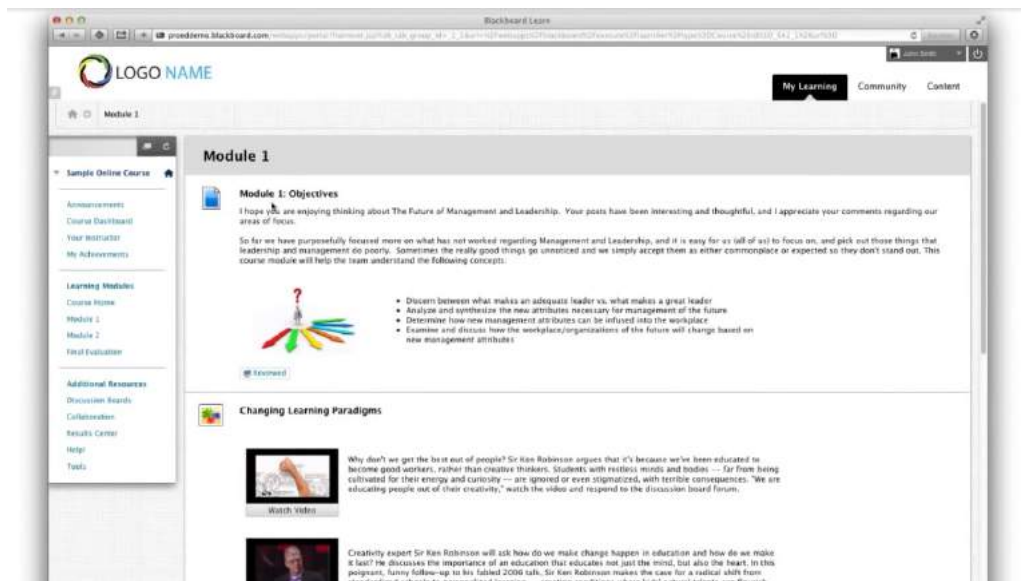 Blackboard Learn
proeddemo.blackboard.com
John Smith
LOGO NAME
My Learning
Community
Content
Module 1
Sample Online Course
Announcements
Course Dashboard
Your Instructor
My Achievements
Learning Modules
Course Home
Module 1
Module 2
Final Evaluation
Additional Resources
Discussion Boards
Collaboration
Results Center
Help!
Tools
Module 1
Module 1: Objectives
I hope you are enjoying thinking about The Future of Management and Leadership. Your posts have been interesting and thoughtful, and I appreciate your comments regarding our
areas of focus.
So far we have purposefully focused more on what has not worked regarding Management and Leadership, and it is easy for us (all of us) to focus on, and pick out those things that
leadership and management do poorly. Sometimes the really good things go unnoticed and we simply accept them as either commonplace or expected so they don't stand out. This
course module will help the team understand the following concepts:
• Discern between what makes an adequate leader vs. what makes a great leader
• Analyze and synthesize the new attributes necessary for management of the future
• Determine how new management attributes can be infused into the workplace
• Examine and discuss how the workplace/organizations of the future will change based on
new management attributes
?
Reviewed
Changing Learning Paradigms
Why don't we get the best out of people? Sir Ken Robinson argues that it's because we've been educated to
become good workers, rather than creative thinkers. Students with restless minds and bodies -- far from being
cultivated for their energy and curiosity -- are ignored or even stigmatized, with terrible consequences. "We are
educating people out of their creativity," watch the video and respond to the discussion board forum.
Watch Video
Creativity expert Sir Ken Robinson will ask how do we make change happen in education and how do we make
it last? He discusses the importance of an education that educates not just the mind, but also the heart. In this
poignant, funny follow-up to his fabled 2006 talk, Sir Ken Robinson makes the case for a radical shift from